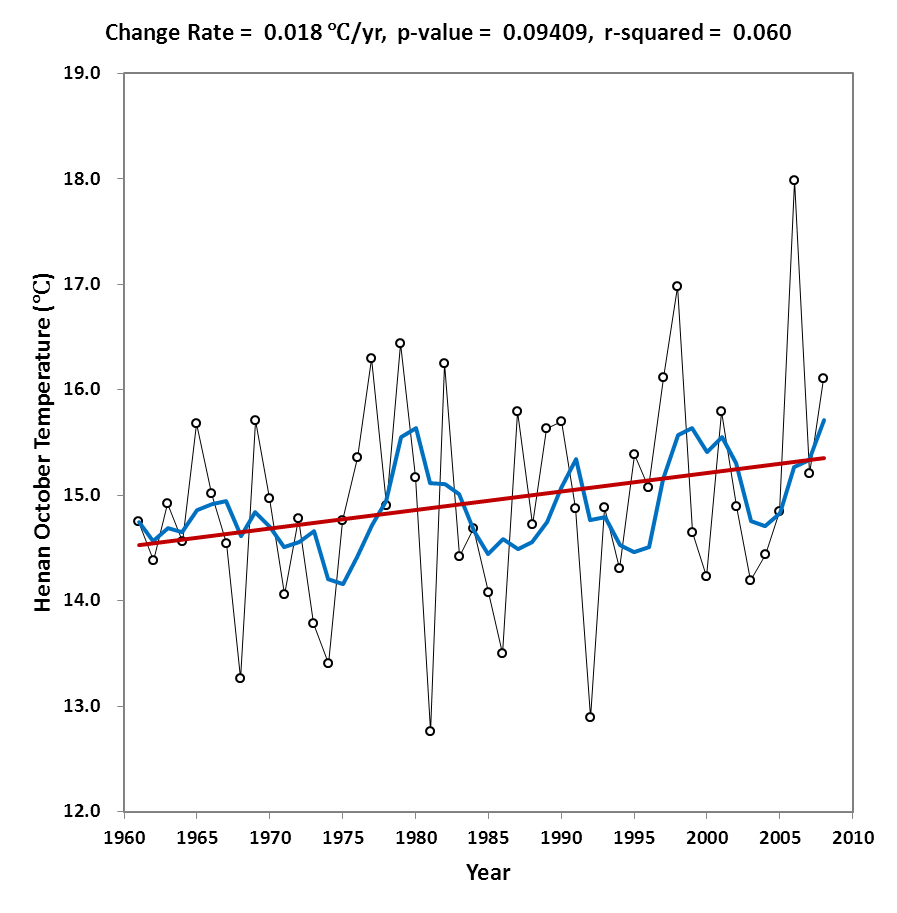 Change Rate = 0.018 ℃/yr, p-value = 0.09409, r-squared = 0.060
19.0
18.0
17.0
16.0
15.0
14.0
13.0
12.0
Henan October Temperature (℃)
1960 1965 1970 1975 1980 1985 1990 1995 2000 2005 2010
Year